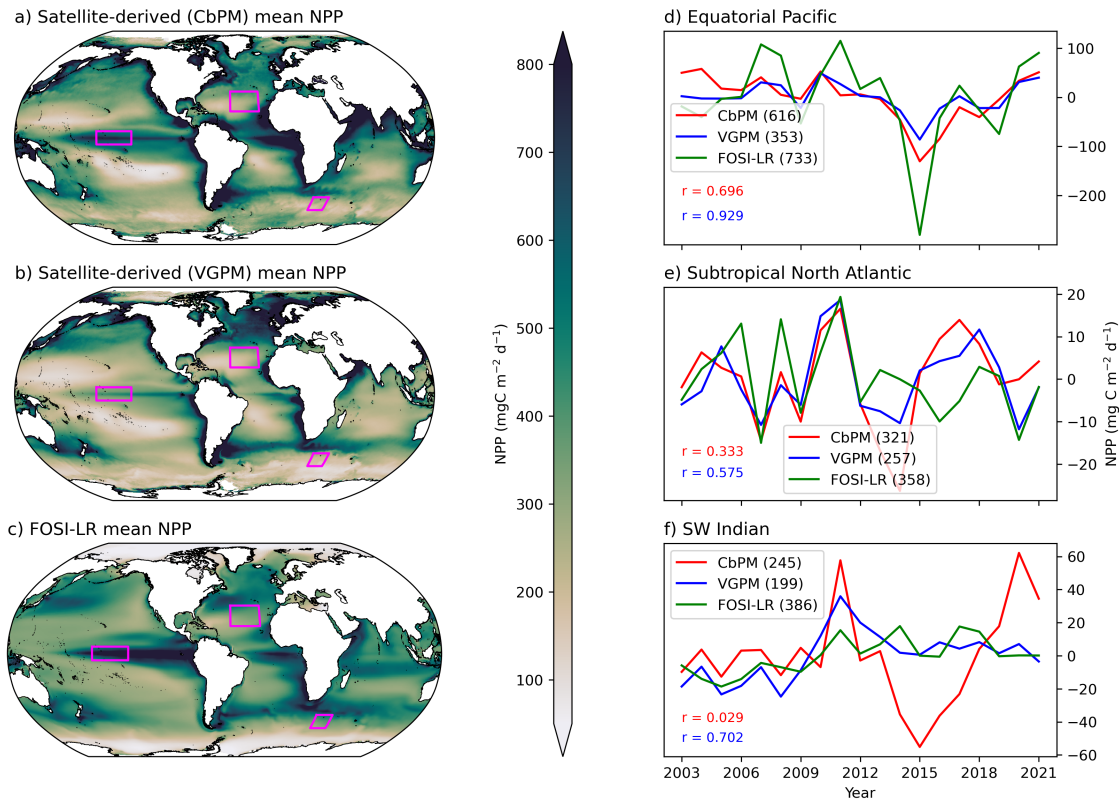 a) Satellite-derived (CbPM) mean NPP
b) Satellite-derived (VGPM) mean NPP
c) FOSI-LR mean NPP
800
700
600
500
400
300
200
100
NPP (mgC m⁻² d⁻¹)
d) Equatorial Pacific
100
0
−100
−200
CbPM (616)
VGPM (353)
FOSI-LR (733)
r = 0.696
r = 0.929
e) Subtropical North Atlantic
20
10
0
−10
−20
NPP (mg C m⁻² d⁻¹)
CbPM (321)
VGPM (257)
FOSI-LR (358)
r = 0.333
r = 0.575
f) SW Indian
60
40
20
0
−20
−40
−60
CbPM (245)
VGPM (199)
FOSI-LR (386)
r = 0.029
r = 0.702
2003 2006 2009 2012 2015 2018 2021
Year